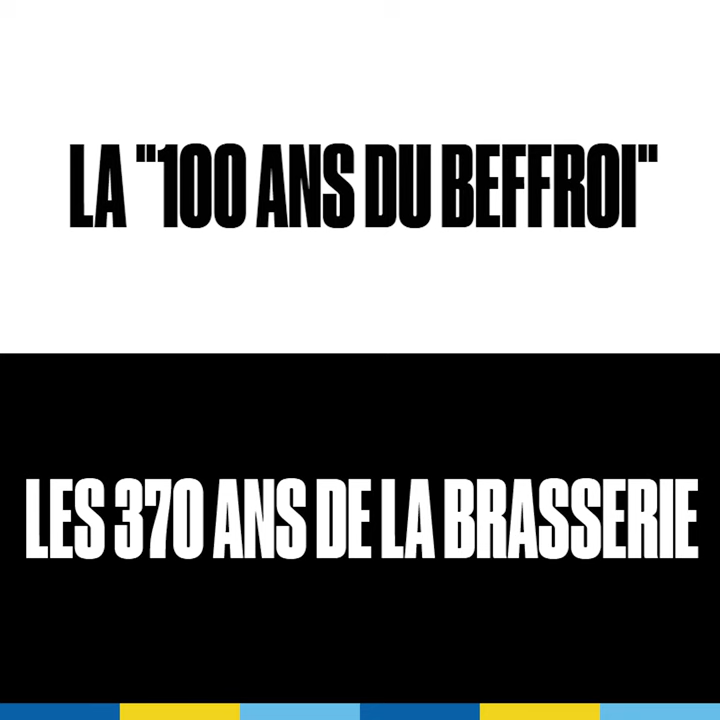 LA "100 ANS DU BEFFROI"
LES 370 ANS DE LA BRASSERIE